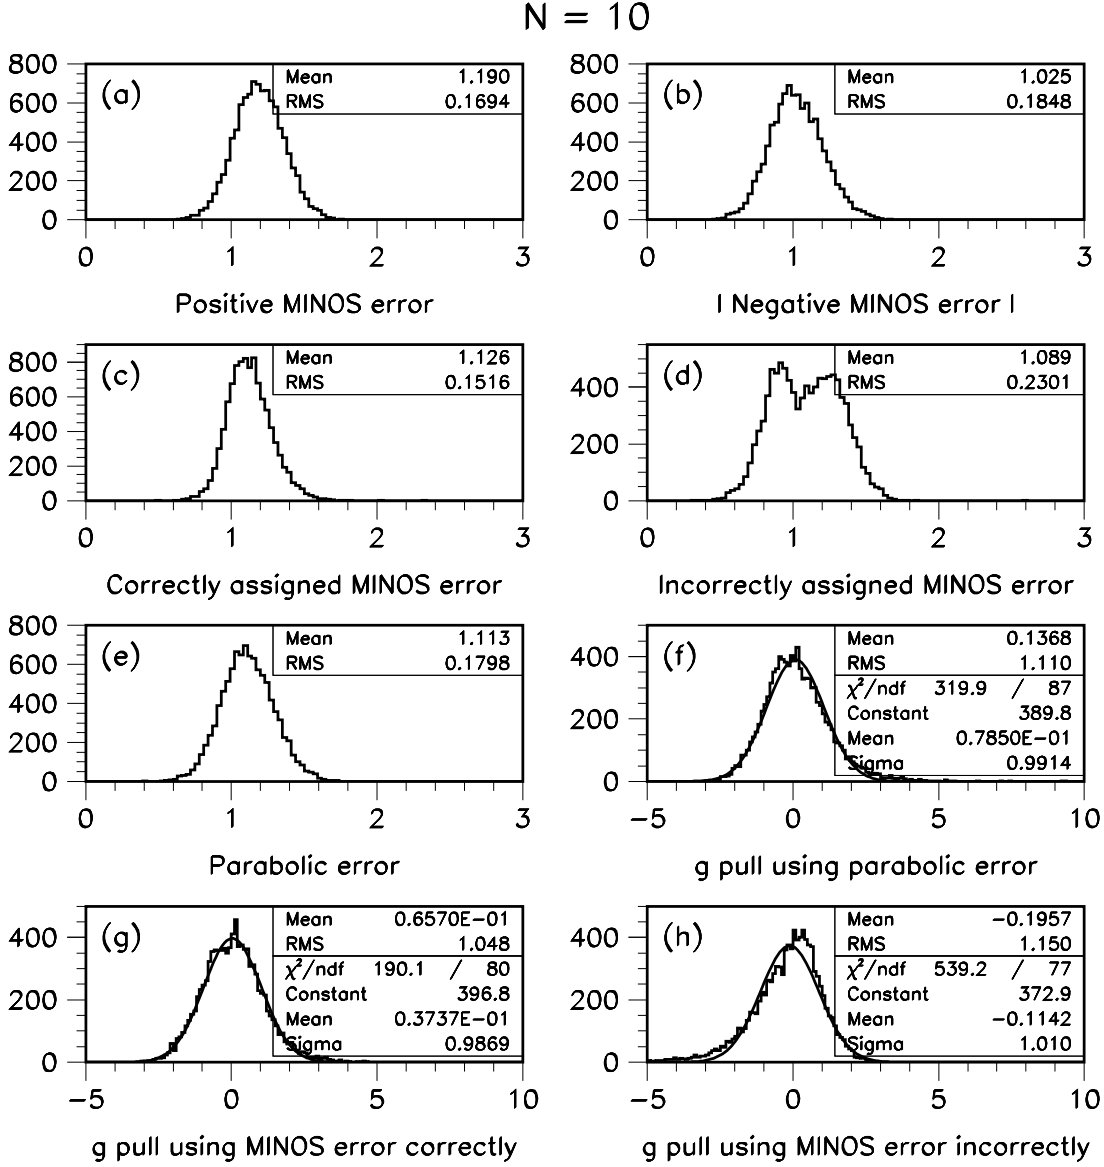 N = 10
(a)
Mean 1.190
RMS 0.1694
800
600
400
200
0
0 1 2 3
Positive MINOS error
(b)
Mean 1.025
RMS 0.1848
800
600
400
200
0
0 1 2 3
| Negative MINOS error |
(c)
Mean 1.126
RMS 0.1516
800
600
400
200
0
0 1 2 3
Correctly assigned MINOS error
(d)
Mean 1.089
RMS 0.2301
400
200
0
0 1 2 3
Incorrectly assigned MINOS error
(e)
Mean 1.113
RMS 0.1798
800
600
400
200
0
0 1 2 3
Parabolic error
(f)
Mean 0.1368
RMS 1.110
χ²/ndf 319.9 / 87
Constant 389.8
Mean 0.7850E−01
Sigma 0.9914
400
200
0
−5 0 5 10
g pull using parabolic error
(g)
Mean 0.6570E−01
RMS 1.048
χ²/ndf 190.1 / 80
Constant 396.8
Mean 0.3737E−01
Sigma 0.9869
400
200
0
−5 0 5 10
g pull using MINOS error correctly
(h)
Mean −0.1957
RMS 1.150
χ²/ndf 539.2 / 77
Constant 372.9
Mean −0.1142
Sigma 1.010
400
200
0
−5 0 5 10
g pull using MINOS error incorrectly